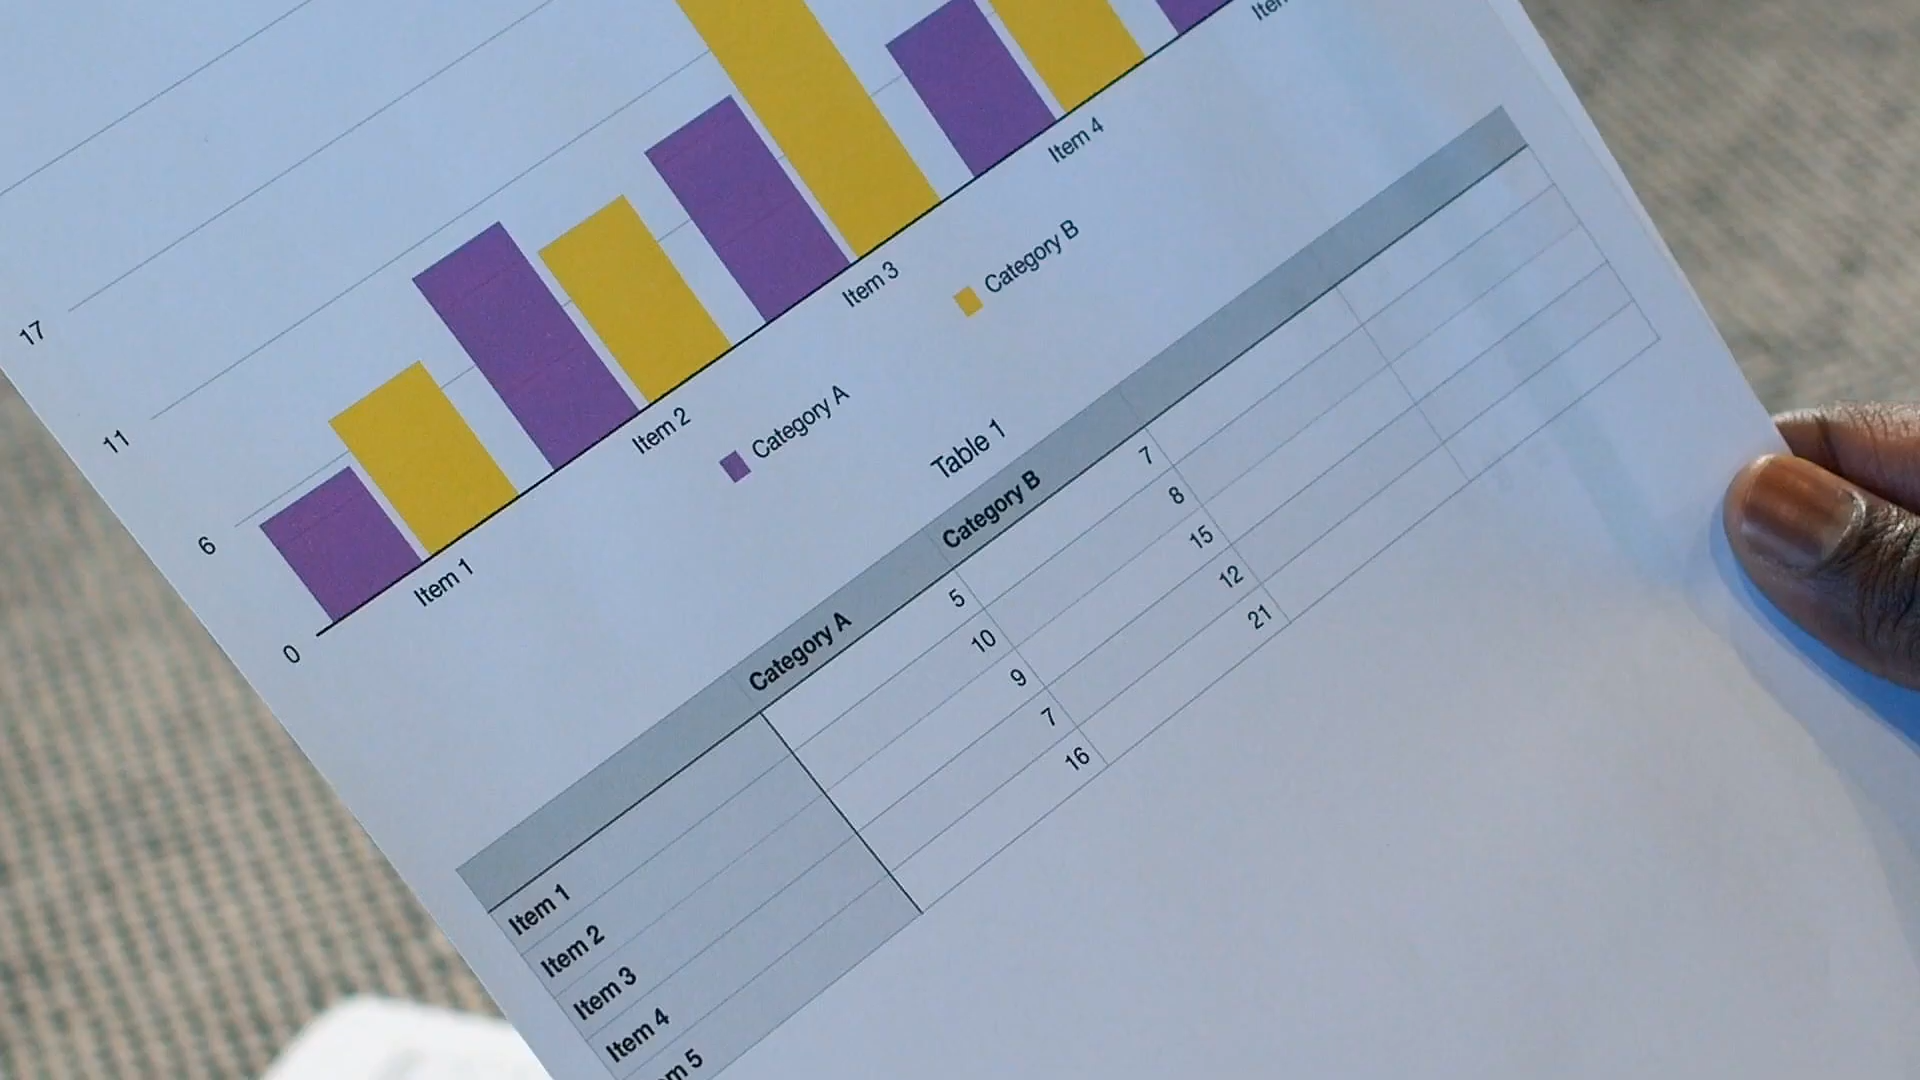 17
11
6
0
Item 1
Item 2
Item 3
Item 4
Category A
Category B
Table 1
Category A Category B
Item 1 5 7
Item 2 10 8
Item 3 9 15
Item 4 7 12
16 21